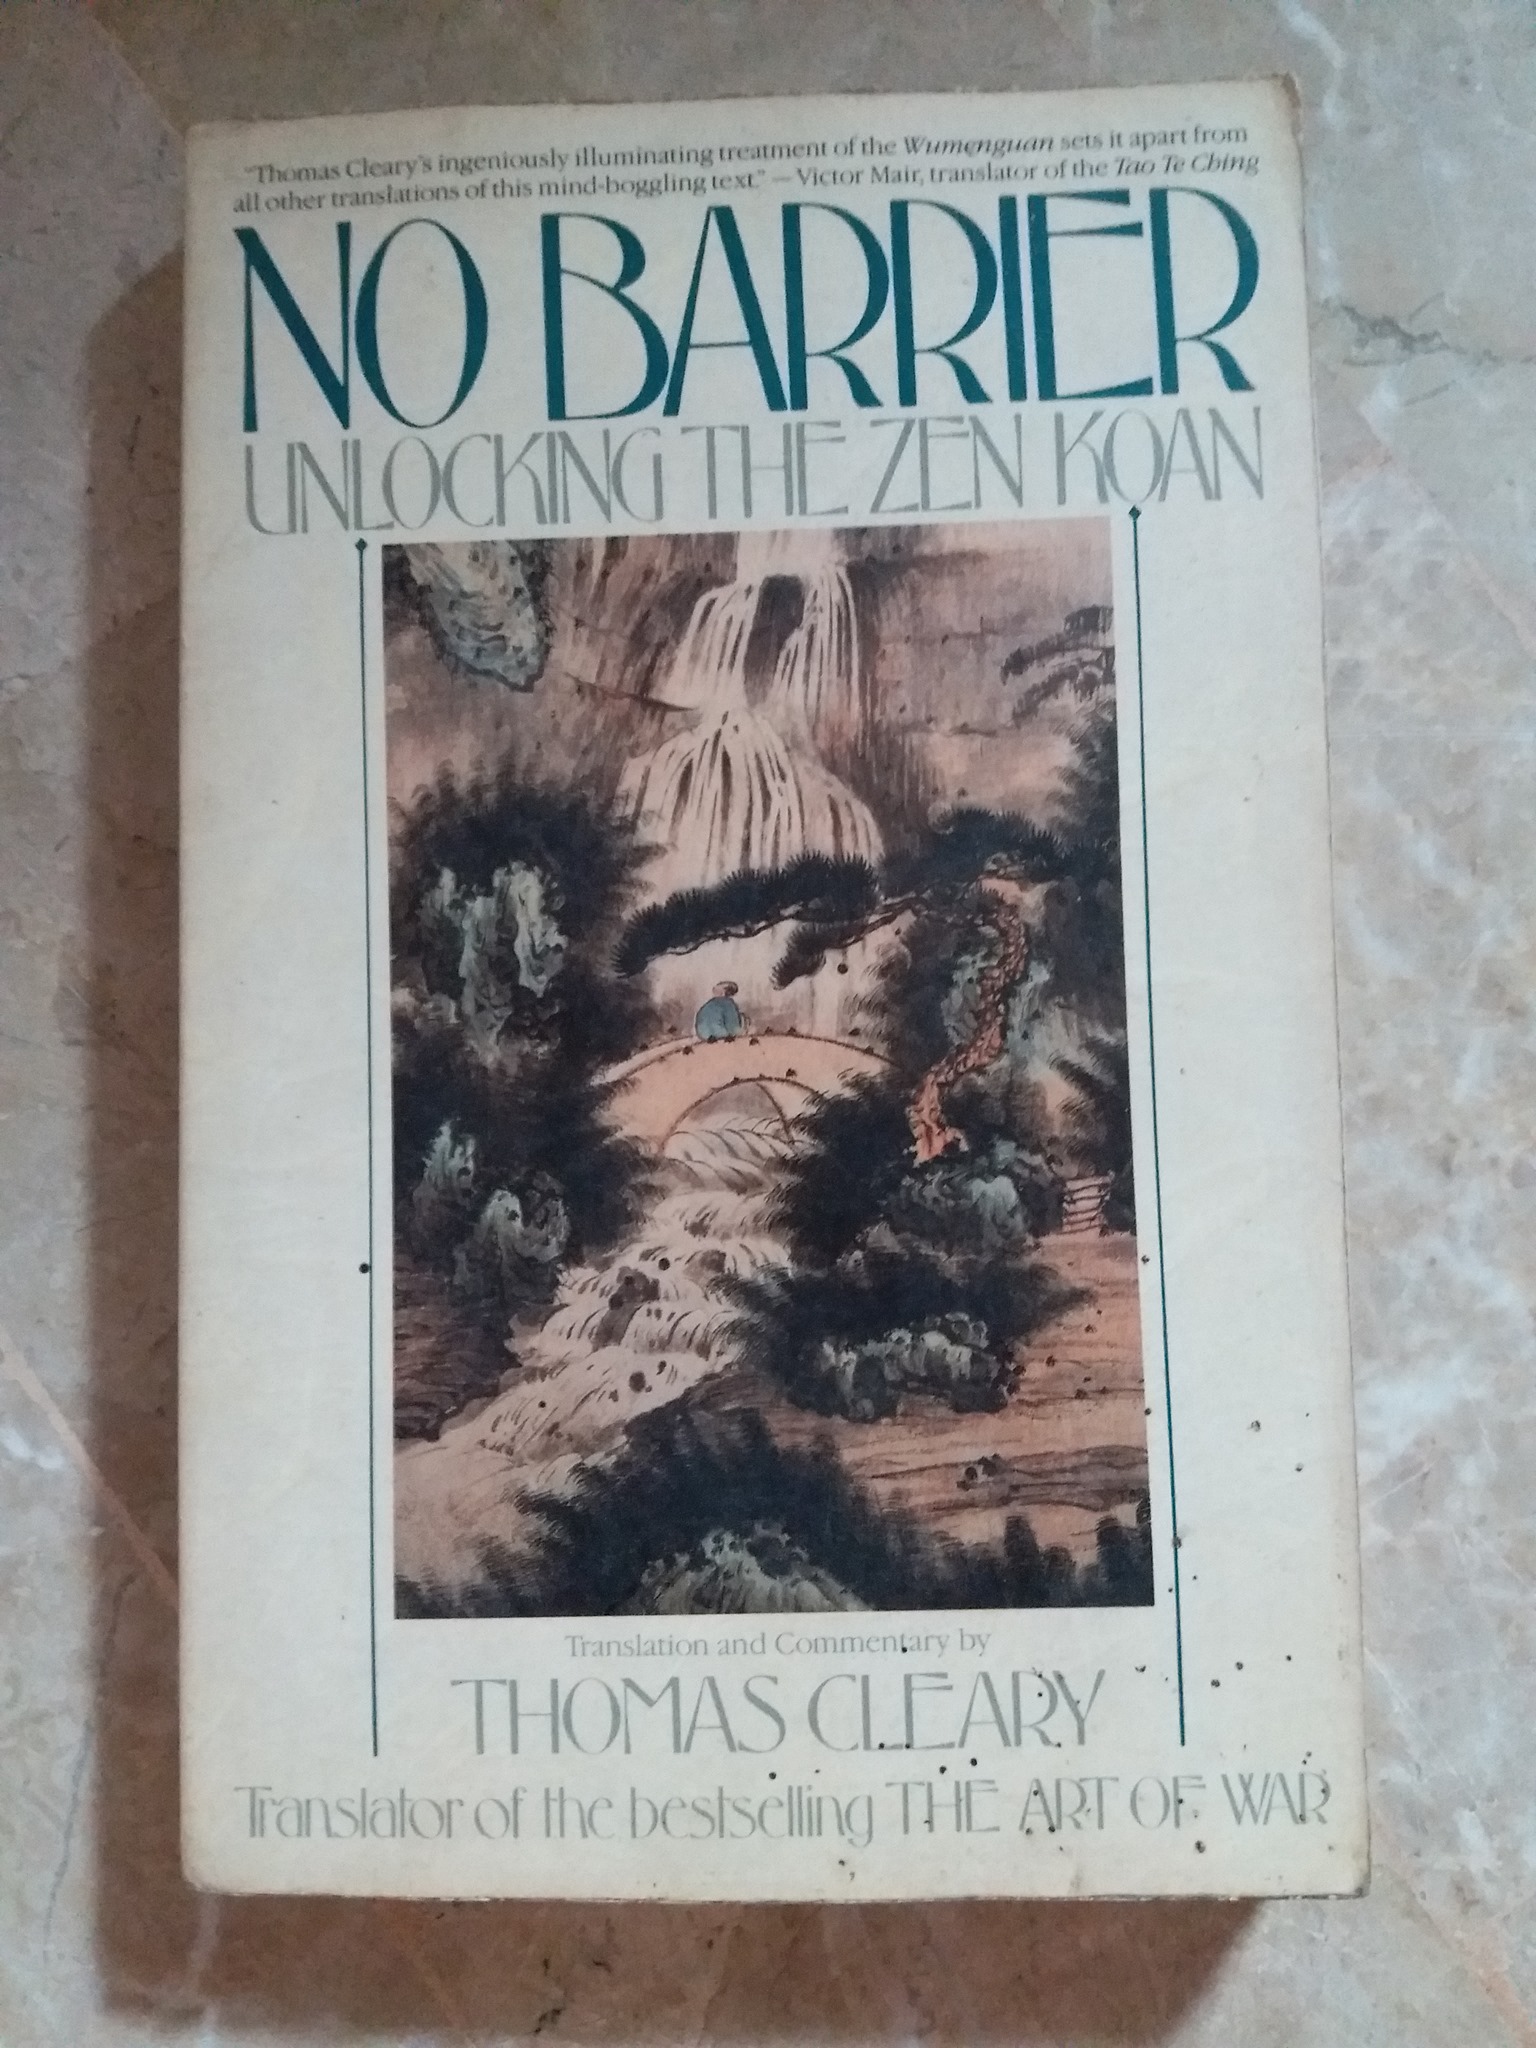 "Thomas Cleary's ingeniously illuminating treatment of the Wumenguan sets it apart from
all other translations of this mind-boggling text." — Victor Mair, translator of the Tao Te Ching
NO BARRIER
UNLOCKING THE ZEN KOAN
Translation and Commentary by
THOMAS CLEARY
Translator of the bestselling THE ART OF WAR